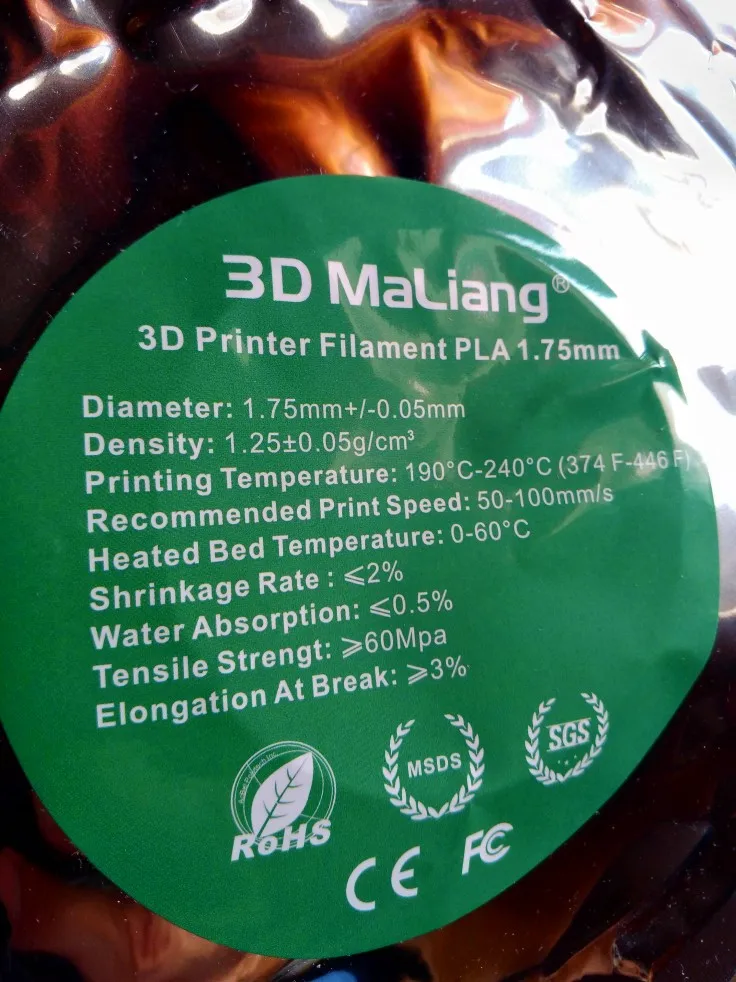 3D MaLiang®
3D Printer Filament PLA 1.75mm
Diameter: 1.75mm+/-0.05mm
Density: 1.25±0.05g/cm³
Printing Temperature: 190°C-240°C (374 F-446 F)
Recommended Print Speed: 50-100mm/s
Heated Bed Temperature: 0-60°C
Shrinkage Rate : ⩽2%
Water Absorption: ⩽0.5%
Tensile Strengt: ⩾60Mpa
Elongation At Break: ⩾3%
RoHS
MSDS
SGS
CE FC